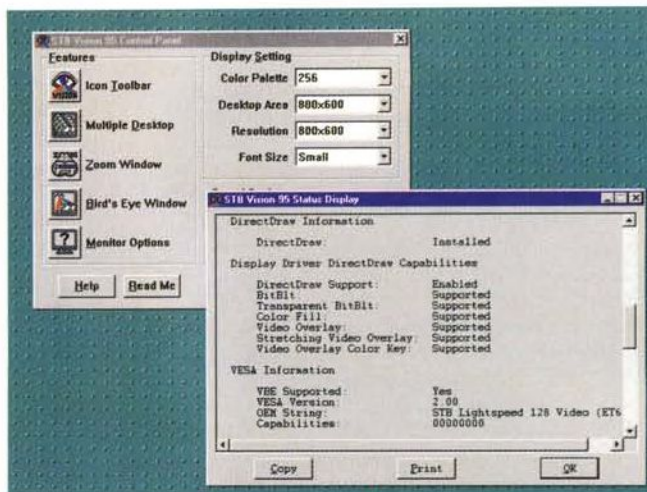 STB Vision 95 Control Panel
Features
Icon Toolbar
Multiple Desktop
Zoom Window
Bird's Eye Window
Monitor Options
Help
Read Me
Display Setting
Color Palette 256
Desktop Area 800x600
Resolution 800x600
Font Size Small
STB Vision 95 Status Display
DirectDraw Information
DirectDraw: Installed
Display Driver DirectDraw Capabilities
DirectDraw Support: Enabled
BitBlt: Supported
Transparent BitBlt: Supported
Color Fill: Supported
Video Overlay: Supported
Stretching Video Overlay: Supported
Video Overlay Color Key: Supported
VESA Information
VBE Supported: Yes
VESA Version: 2.00
OEM String: STB Lightspeed 128 Video (ET6
Capabilities: 00000000
Copy
Print
OK